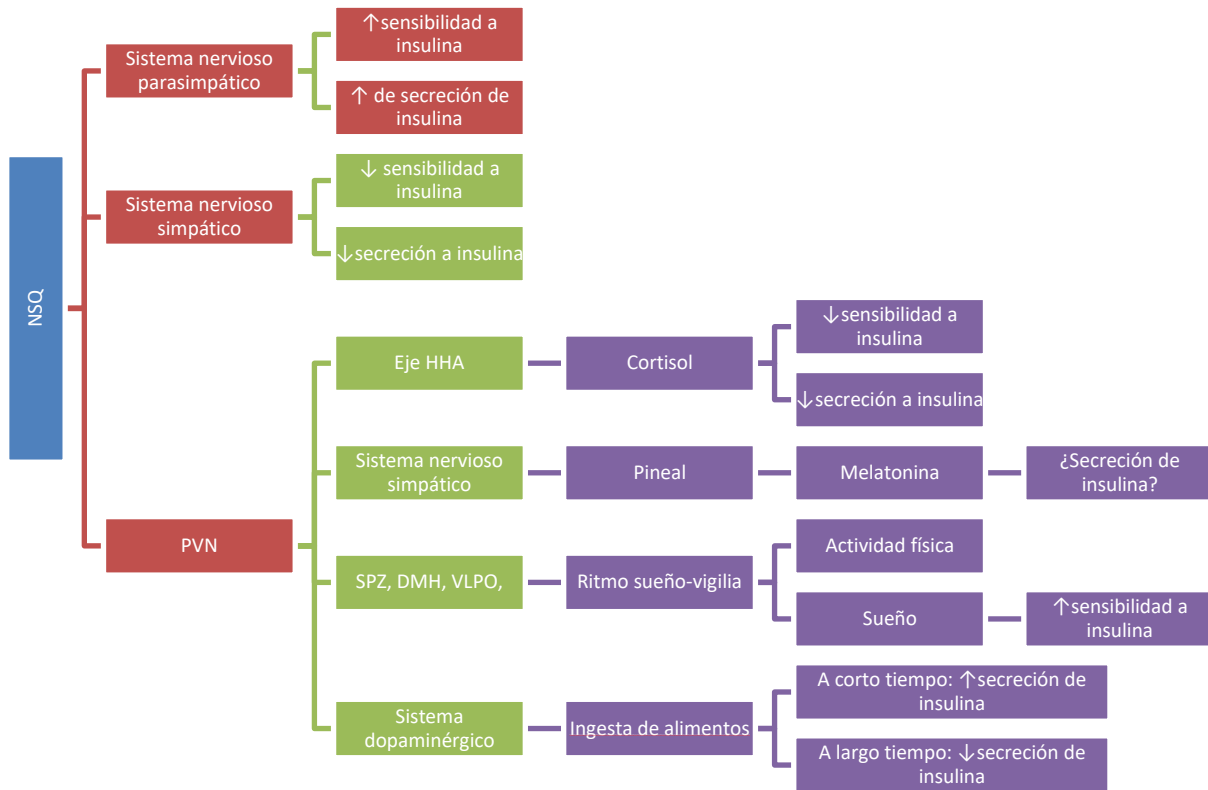 NSQ
Sistema nervioso
parasimpático
↑sensibilidad a
insulina
↑ de secreción de
insulina
Sistema nervioso
simpático
↓ sensibilidad a
insulina
↓secreción a insulina
PVN
Eje HHA
Cortisol
↓sensibilidad a
insulina
↓secreción a insulina
Sistema nervioso
simpático
Pineal
Melatonina
¿Secreción de
insulina?
SPZ, DMH, VLPO,
Ritmo sueño-vigilia
Actividad física
Sueño
↑sensibilidad a
insulina
Sistema
dopaminérgico
Ingesta de alimentos
A corto tiempo: ↑secreción de
insulina
A largo tiempo: ↓secreción de
insulina